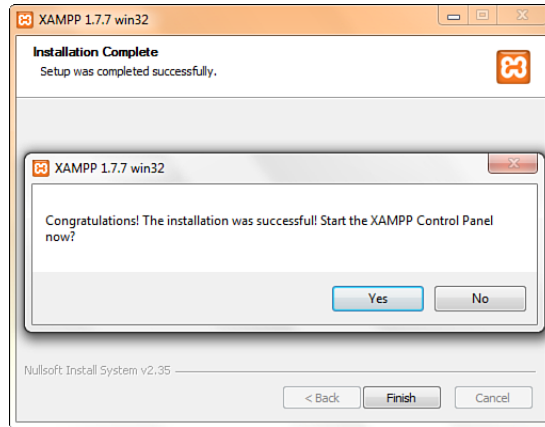 XAMPP 1.7.7 win32
Installation Complete
Setup was completed successfully.
XAMPP 1.7.7 win32
Congratulations! The installation was successful! Start the XAMPP Control Panel
now?
Yes No
Nullsoft Install System v2.35
< Back Finish Cancel